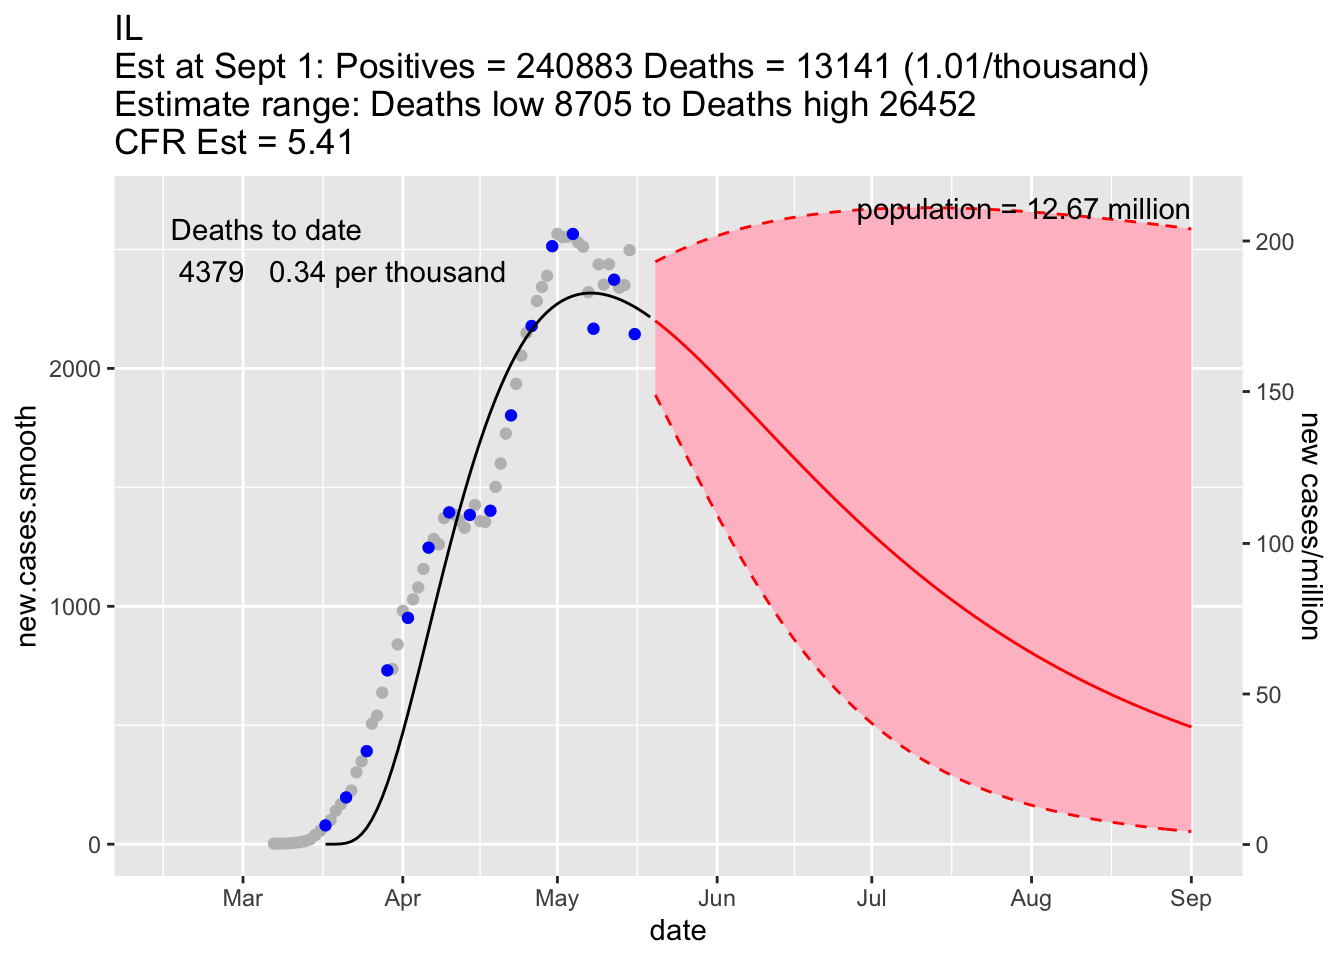 IL
Est at Sept 1: Positives = 240883 Deaths = 13141 (1.01/thousand)
Estimate range: Deaths low 8705 to Deaths high 26452
CFR Est = 5.41
population = 12.67 million
Deaths to date
4379 0.34 per thousand
new.cases.smooth
2000
1000
0
200
150
100
50
0
new cases/million
Mar Apr May Jun Jul Aug Sep
date